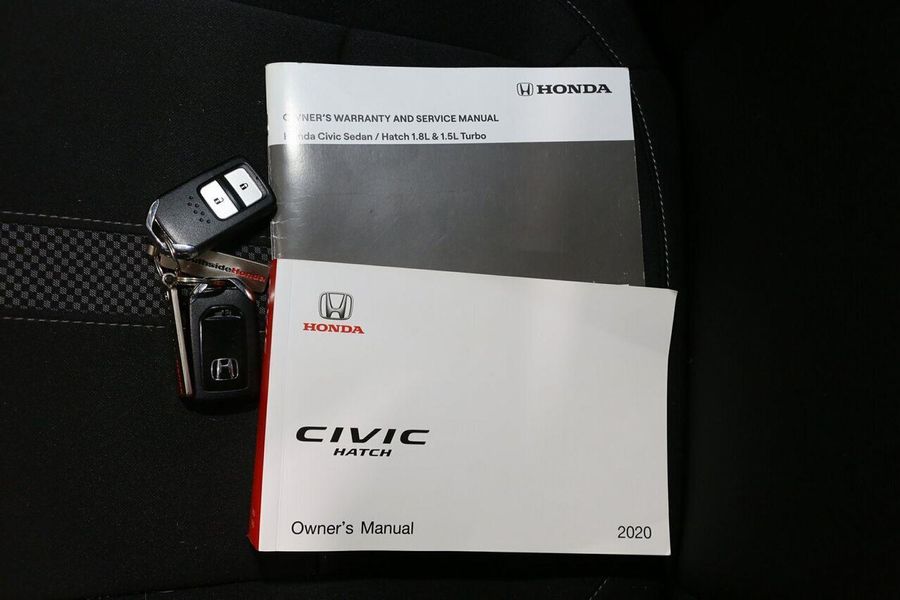 HONDA
OWNER'S WARRANTY AND SERVICE MANUAL
Honda Civic Sedan / Hatch 1.8L & 1.5L Turbo
HONDA
CIVIC
HATCH
Owner's Manual
2020